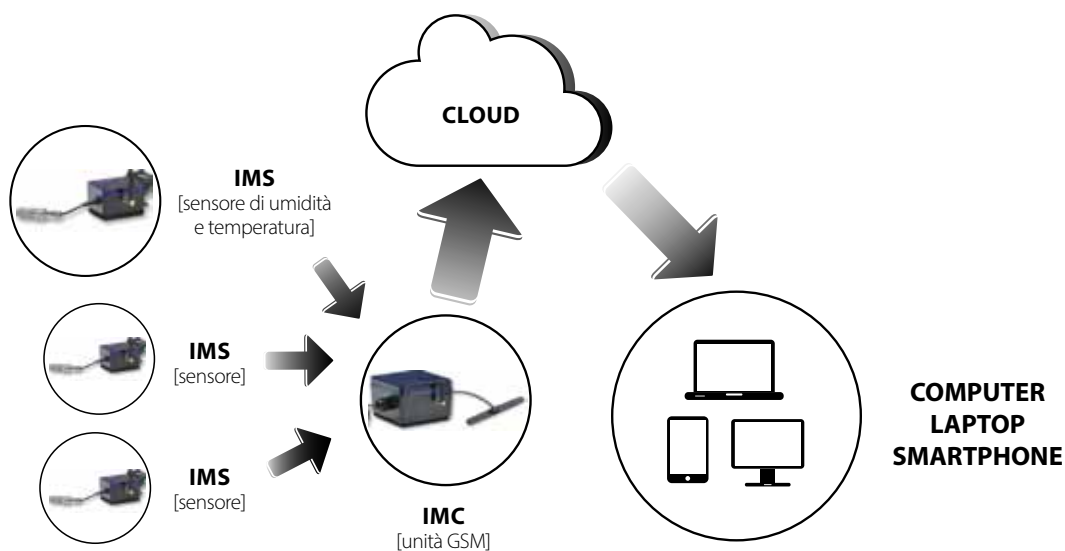 CLOUD
IMS
[sensore di umidità
e temperatura]
IMS
[sensore]
IMS
[sensore]
IMC
[unità GSM]
COMPUTER
LAPTOP
SMARTPHONE